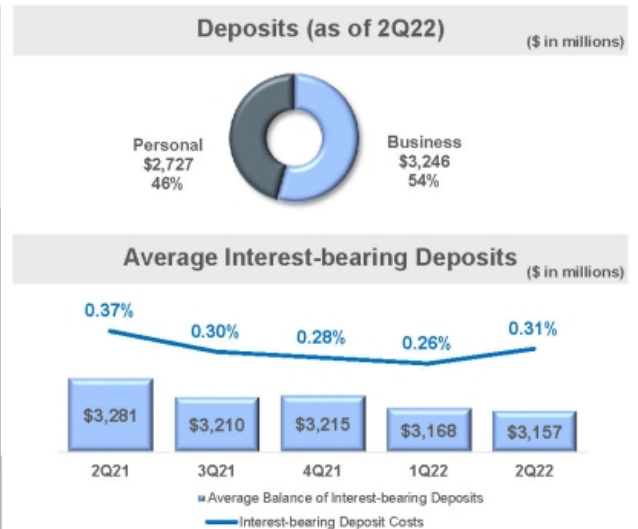 Deposits (as of 2Q22)
($ in millions)
Personal
$2,727
46%
Business
$3,246
54%
Average Interest-bearing Deposits
($ in millions)
0.37%
0.30%
0.28%
0.26%
0.31%
$3,281
$3,210
$3,215
$3,168
$3,157
2Q21
3Q21
4Q21
1Q22
2Q22
Average Balance of Interest-bearing Deposits
Interest-bearing Deposit Costs